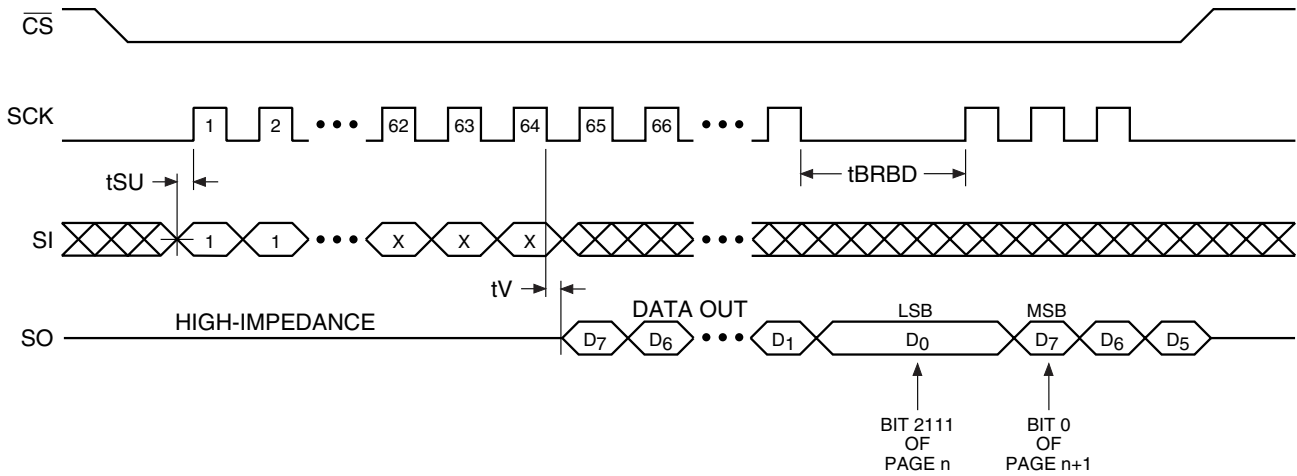 CS
SCK
1 2 ••• 62 63 64 65 66 •••
tSU
tBRBD
SI
1 1 ••• X X X •••
tV
HIGH-IMPEDANCE
DATA OUT
LSB
MSB
SO
D7 D6 ••• D1 D0 D7 D6 D5
BIT 2111
OF
PAGE n
BIT 0
OF
PAGE n+1